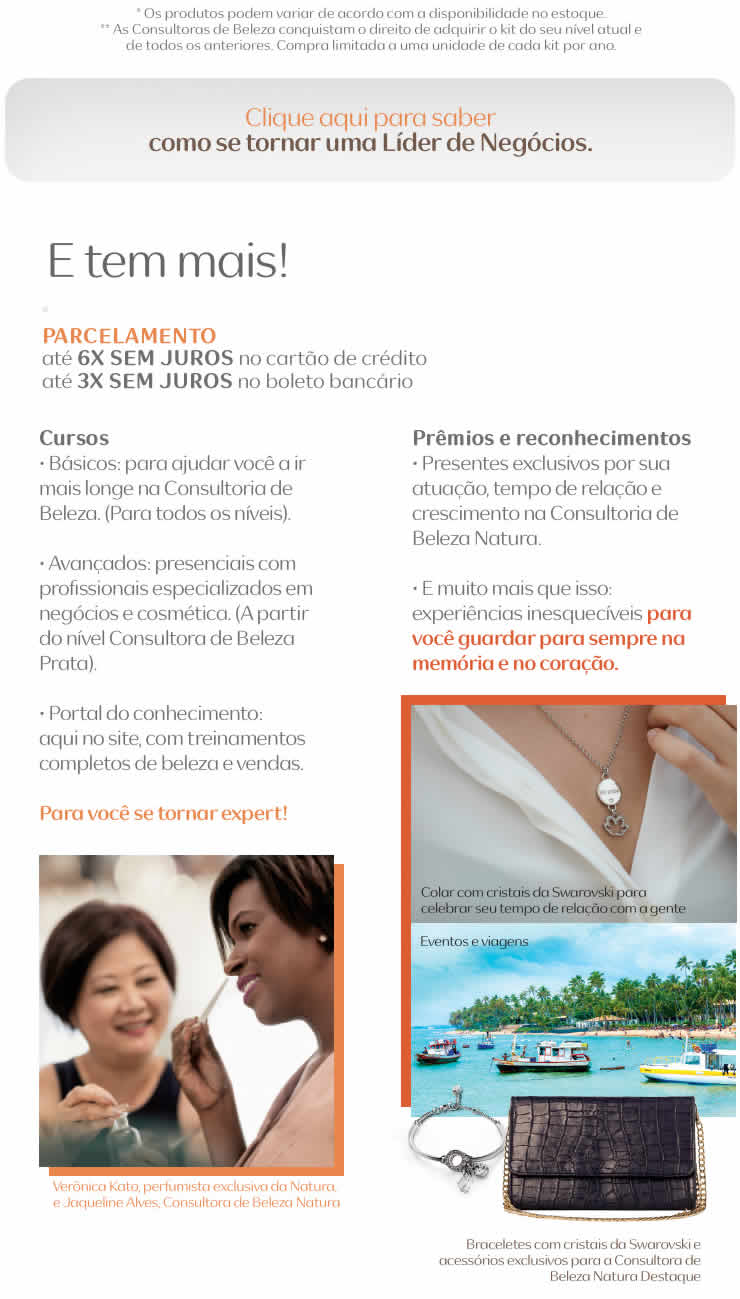 * Os produtos podem variar de acordo com a disponibilidade no estoque.
** As Consultoras de Beleza conquistam o direito de adquirir o kit do seu nível atual e
de todos os anteriores. Compra limitada a uma unidade de cada kit por ano.
Clique aqui para saber
como se tornar uma Líder de Negócios.
E tem mais!
PARCELAMENTO
até 6X SEM JUROS no cartão de crédito
até 3X SEM JUROS no boleto bancário
Cursos
• Básicos: para ajudar você a ir
mais longe na Consultoria de
Beleza. (Para todos os níveis).
• Avançados: presenciais com
profissionais especializados em
negócios e cosmética. (A partir
do nível Consultora de Beleza
Prata).
• Portal do conhecimento:
aqui no site, com treinamentos
completos de beleza e vendas.
Para você se tornar expert!
Verônica Kato, perfumista exclusiva da Natura,
e Jaqueline Alves, Consultora de Beleza Natura
Prêmios e reconhecimentos
• Presentes exclusivos por sua
atuação, tempo de relação e
crescimento na Consultoria de
Beleza Natura.
• E muito mais que isso:
experiências inesquecíveis para
você guardar para sempre na
memória e no coração.
Colar com cristais da Swarovski para
celebrar seu tempo de relação com a gente
Eventos e viagens
Braceletes com cristais da Swarovski e
acessórios exclusivos para a Consultora de
Beleza Natura Destaque